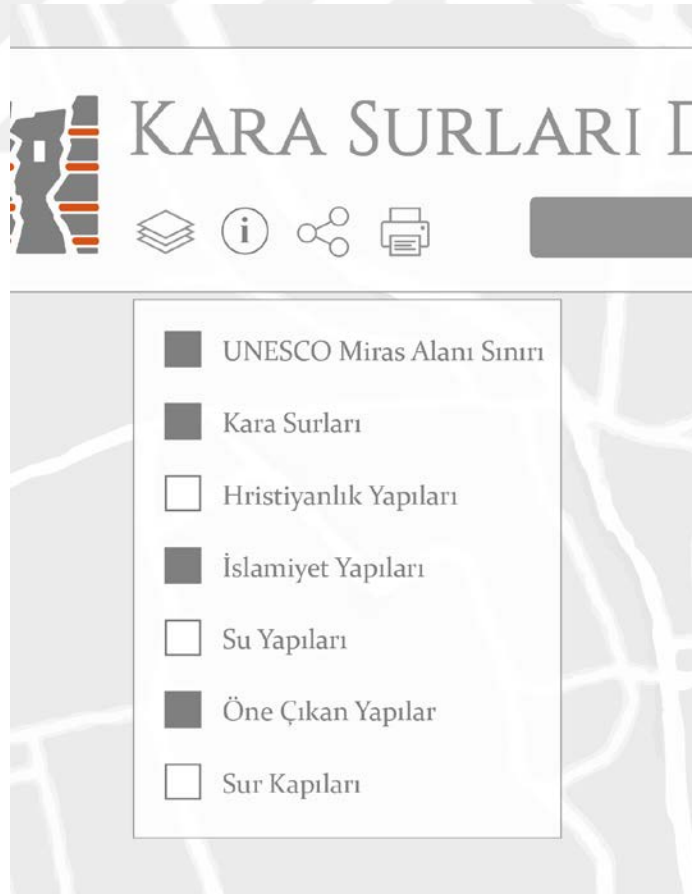 KARA SURLARI D
i
UNESCO Miras Alanı Sınırı
Kara Surları
Hristiyanlık Yapıları
İslamiyet Yapıları
Su Yapıları
Öne Çıkan Yapılar
Sur Kapıları